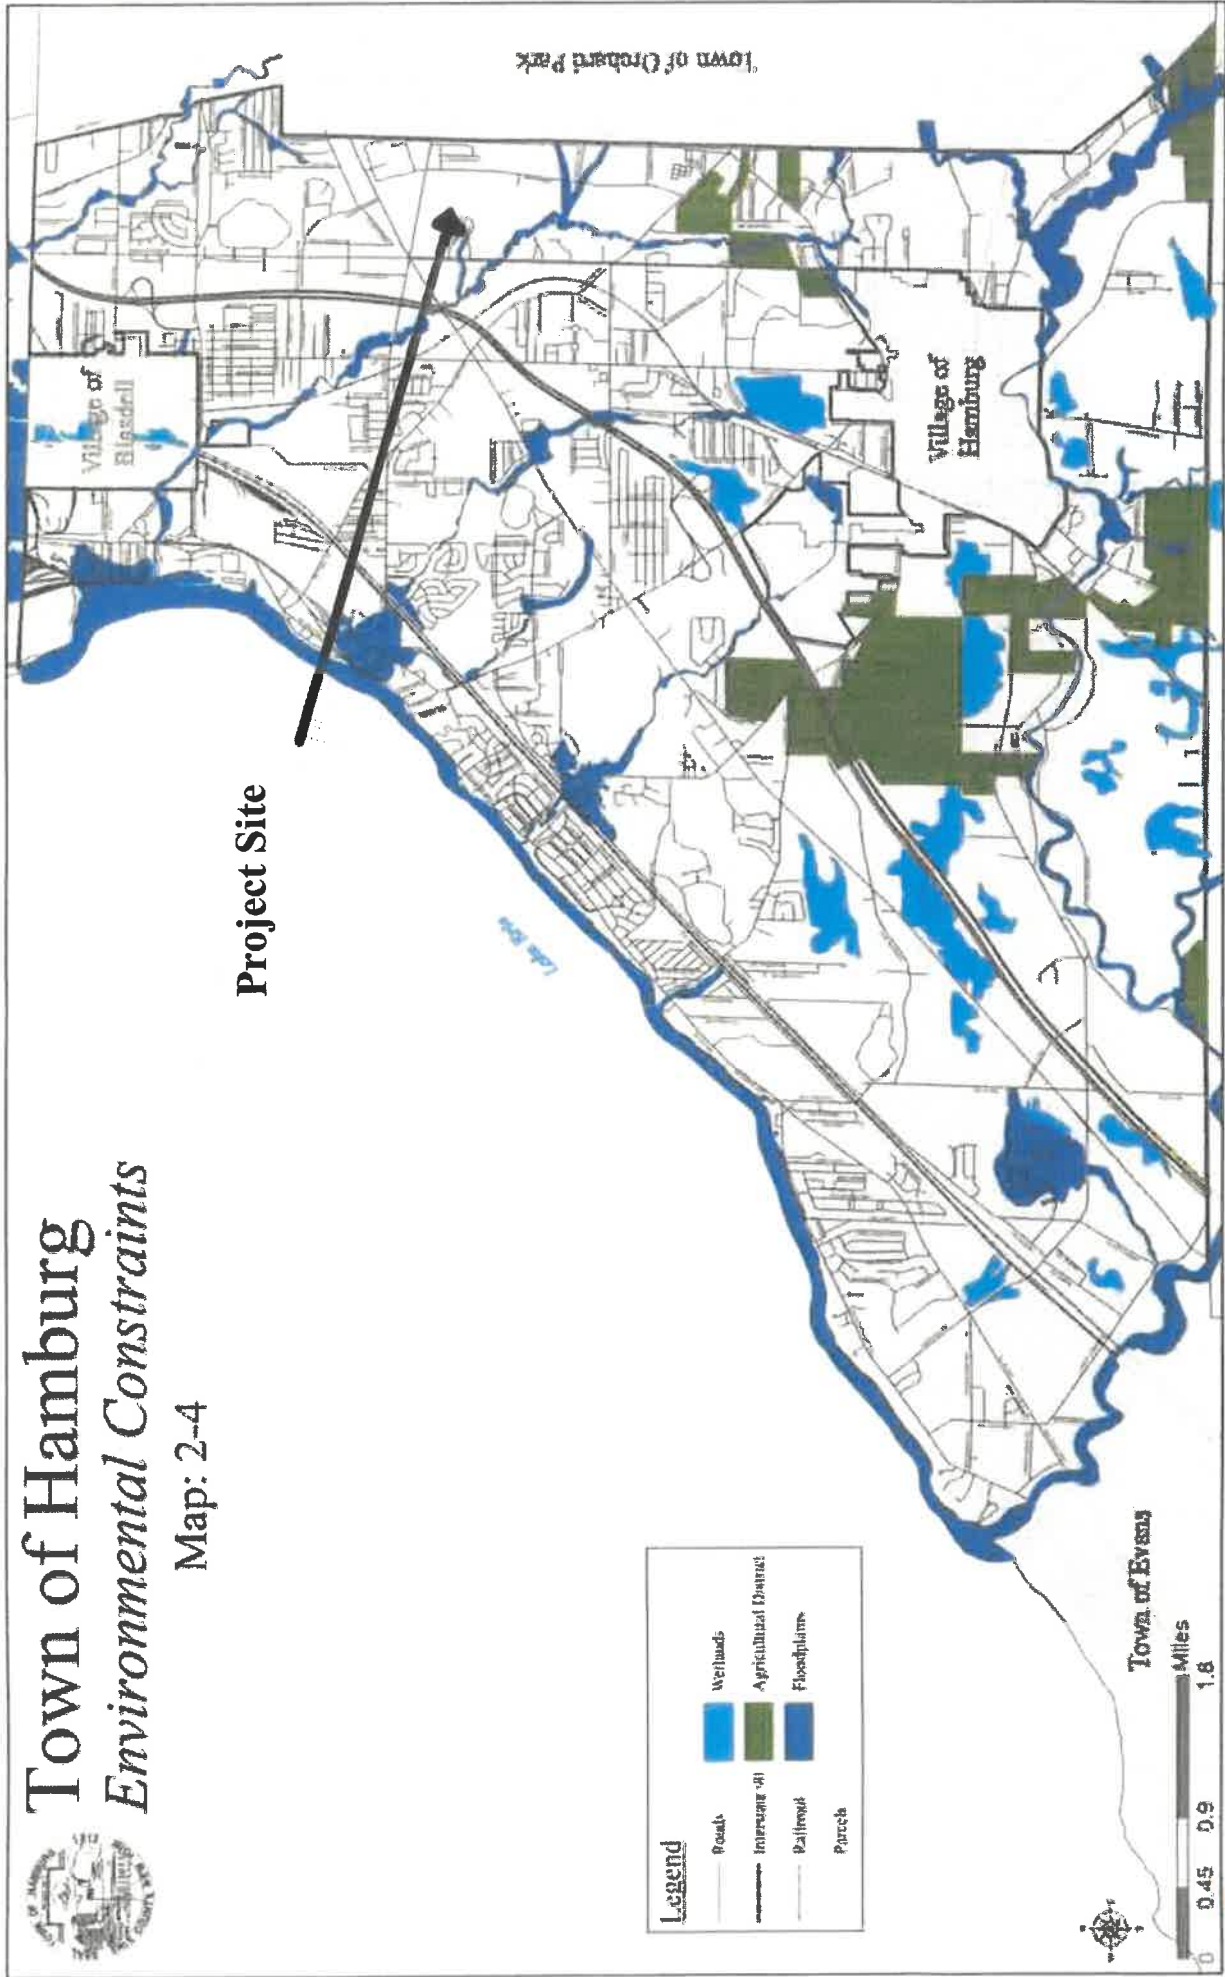 Town of Hamburg
Environmental Constraints
Map: 2-4
Project Site
Lake Erie
Village of
Blasdell
Town of Orchard Park
Village of
Hamburg
Town of Evans
Legend
Roads
Railroad
Parcels
Wetlands
Agricultural District
Floodplains
0 0.45 0.9 1.8
Miles